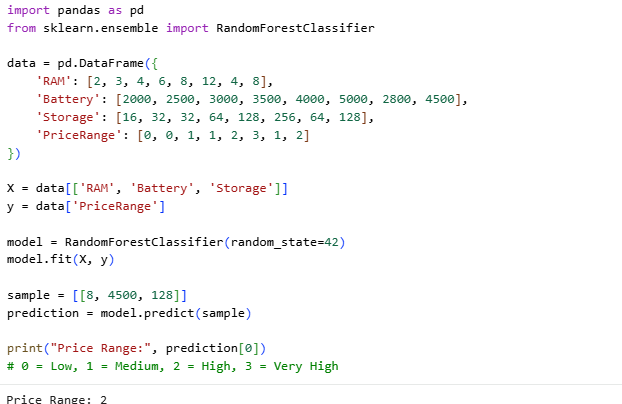 import pandas as pd
from sklearn.ensemble import RandomForestClassifier

data = pd.DataFrame({
    'RAM': [2, 3, 4, 6, 8, 12, 4, 8],
    'Battery': [2000, 2500, 3000, 3500, 4000, 5000, 2800, 4500],
    'Storage': [16, 32, 32, 64, 128, 256, 64, 128],
    'PriceRange': [0, 0, 1, 1, 2, 3, 1, 2]
})

X = data[['RAM', 'Battery', 'Storage']]
y = data['PriceRange']

model = RandomForestClassifier(random_state=42)
model.fit(X, y)

sample = [[8, 4500, 128]]
prediction = model.predict(sample)

print("Price Range:", prediction[0])
# 0 = Low, 1 = Medium, 2 = High, 3 = Very High
Price Range: 2